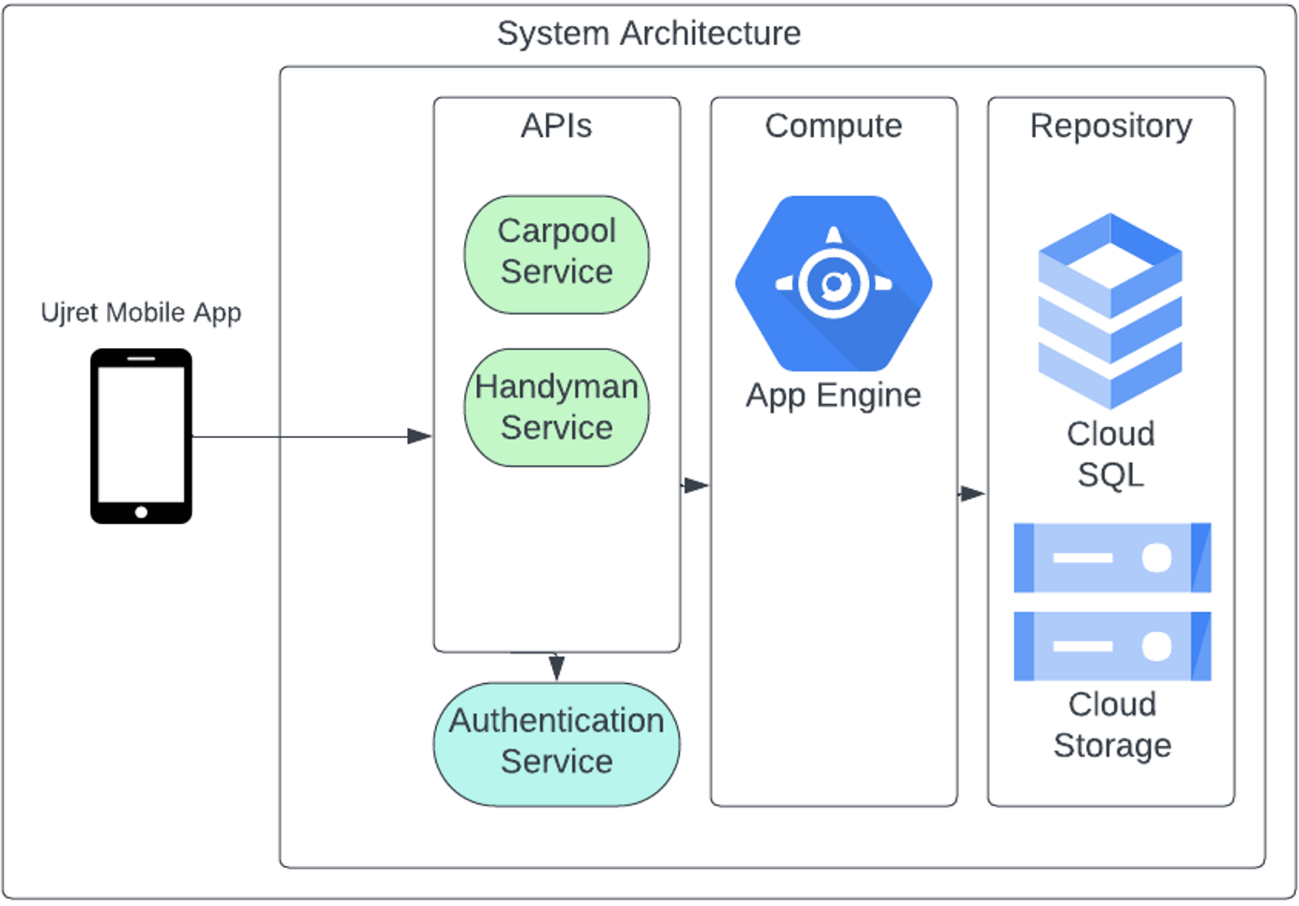 System Architecture
APIs
Compute
Repository
Carpool
Service
Ujret Mobile App
Handyman
Service
App Engine
Cloud
SQL
Authentication
Service
Cloud
Storage